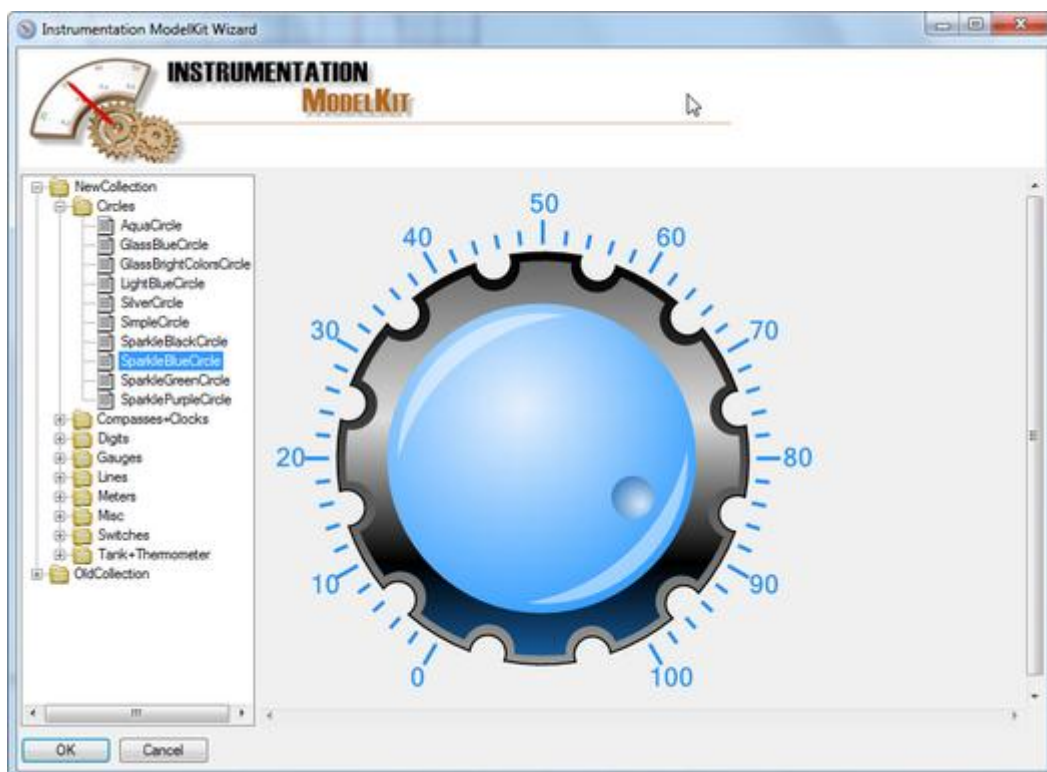 Instrumentation ModelKit Wizard
INSTRUMENTATION
MODELKIT
NewCollection
Circles
AquaCircle
GlassBlueCircle
GlassBrightColorsCircle
LightBlueCircle
SilverCircle
SimpleCircle
SparkleBlackCircle
SparkleBlueCircle
SparkleGreenCircle
SparklePurpleCircle
Compasses+Clocks
Digits
Gauges
Lines
Meters
Misc
Switches
Tank+Thermometer
OldCollection
0
10
20
30
40
50
60
70
80
90
100
OK
Cancel